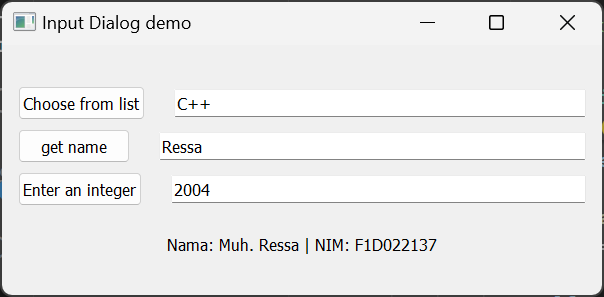 Input Dialog demo
Choose from list C++
get name Ressa
Enter an integer 2004
Nama: Muh. Ressa | NIM: F1D022137